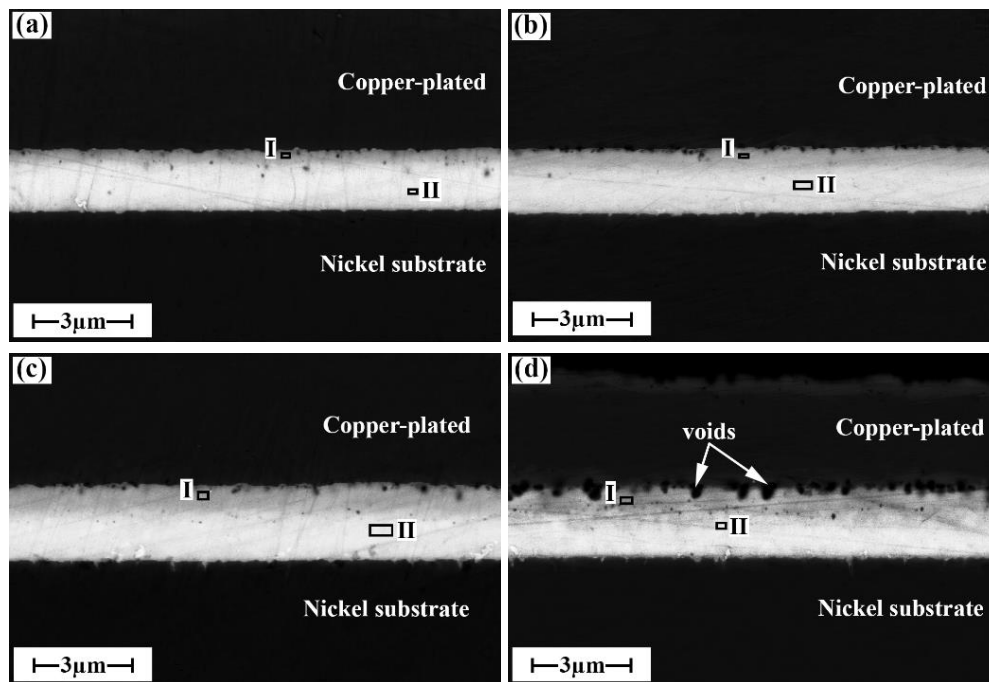 (a)
Copper-plated
I
II
Nickel substrate
3μm
(b)
Copper-plated
I
II
Nickel substrate
3μm
(c)
Copper-plated
I
II
Nickel substrate
3μm
(d)
Copper-plated
voids
I
II
Nickel substrate
3μm